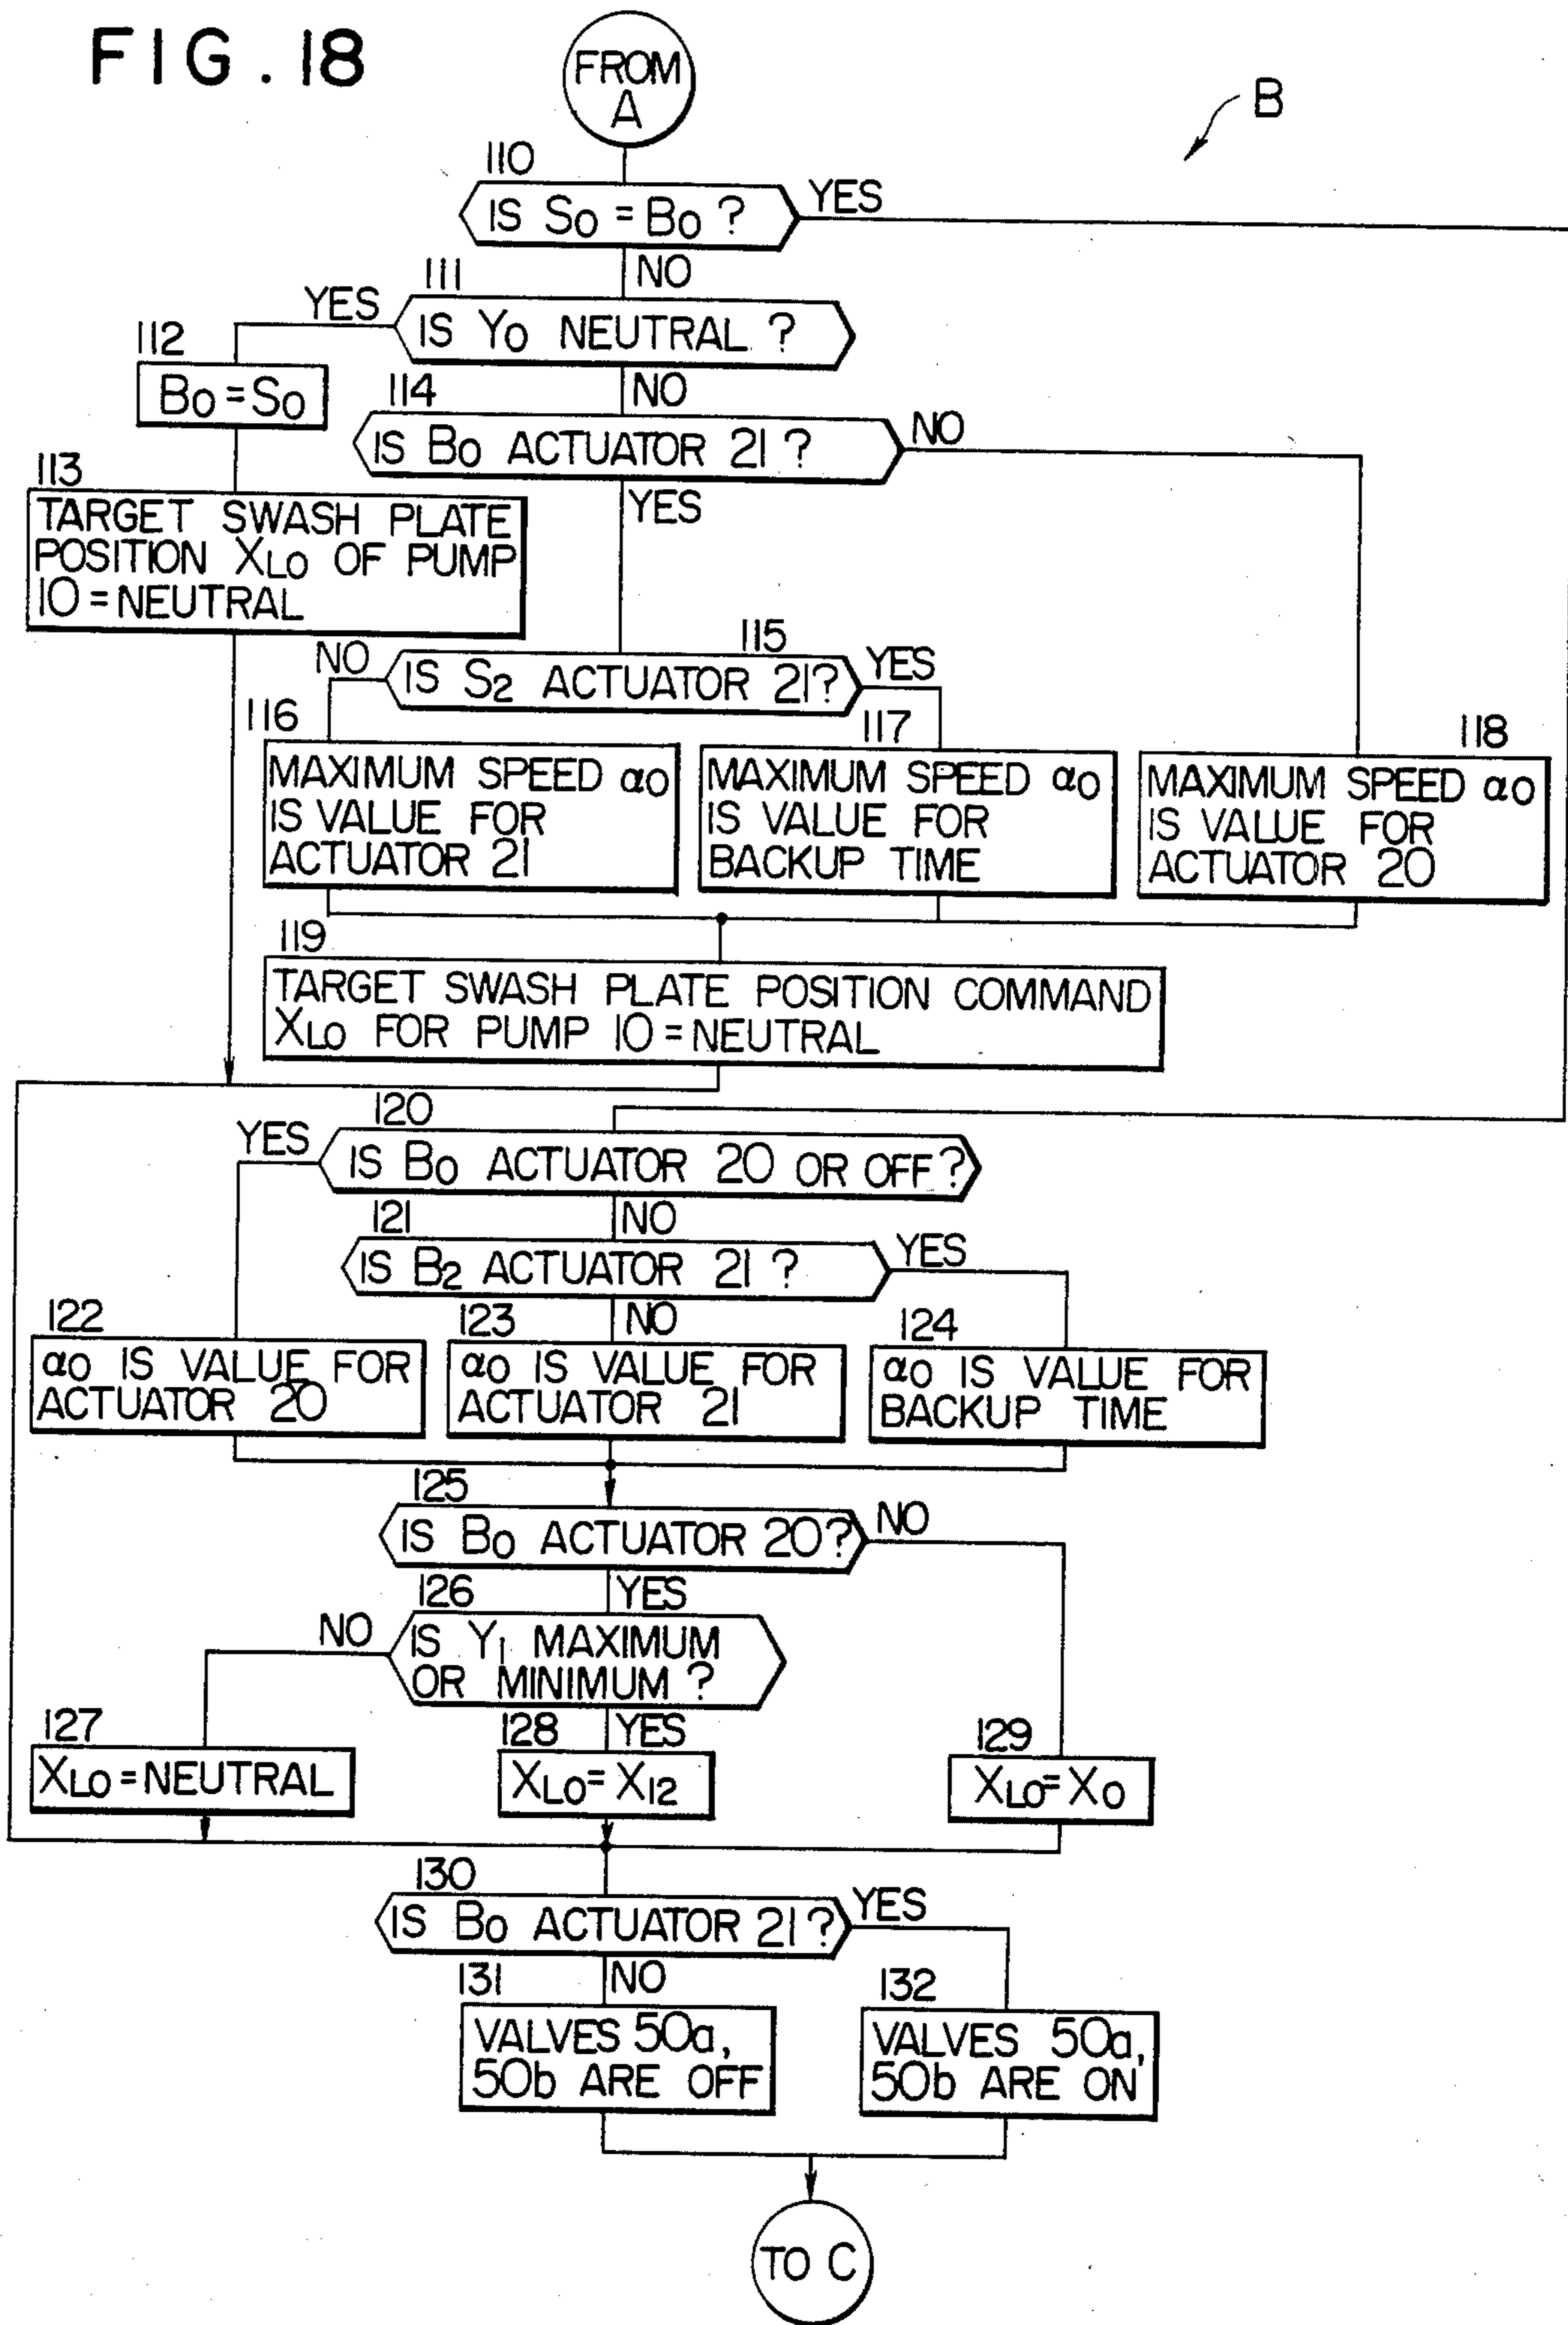 FIG. 18
FROM
A
B
110
IS S0 = B0 ?
YES
NO
111
YES
IS Y0 NEUTRAL ?
112
B0 = S0
NO
114
IS B0 ACTUATOR 21 ?
NO
113
TARGET SWASH PLATE
POSITION XL0 OF PUMP
10 = NEUTRAL
YES
115
NO
IS S2 ACTUATOR 21?
YES
116
MAXIMUM SPEED α0
IS VALUE FOR
ACTUATOR 21
117
MAXIMUM SPEED α0
IS VALUE FOR
BACKUP TIME
118
MAXIMUM SPEED α0
IS VALUE FOR
ACTUATOR 20
119
TARGET SWASH PLATE POSITION COMMAND
XL0 FOR PUMP 10 = NEUTRAL
120
YES
IS B0 ACTUATOR 20 OR OFF ?
NO
121
IS B2 ACTUATOR 21 ?
YES
NO
122
α0 IS VALUE FOR
ACTUATOR 20
123
α0 IS VALUE FOR
ACTUATOR 21
124
α0 IS VALUE FOR
BACKUP TIME
125
IS B0 ACTUATOR 20?
NO
YES
126
NO
IS Y1 MAXIMUM
OR MINIMUM ?
127
XL0 = NEUTRAL
128
YES
XL0 = X12
129
XL0 = X0
130
IS B0 ACTUATOR 21 ?
YES
NO
131
VALVES 50a,
50b ARE OFF
132
VALVES 50a,
50b ARE ON
TO C